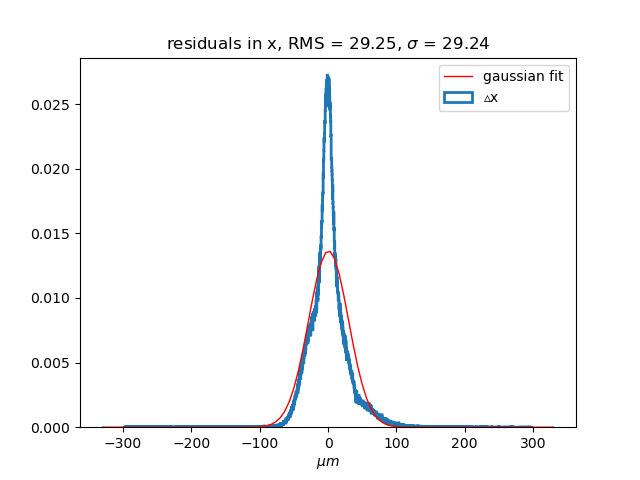 residuals in x, RMS = 29.25, σ = 29.24
gaussian fit
△x
0.025
0.020
0.015
0.010
0.005
0.000
−300 −200 −100 0 100 200 300
μm